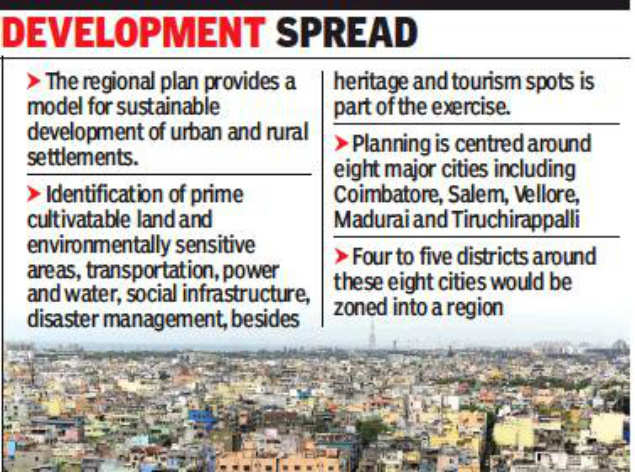 DEVELOPMENT SPREAD
➤ The regional plan provides a
model for sustainable
development of urban and rural
settlements.
➤ Identification of prime
cultivatable land and
environmentally sensitive
areas, transportation, power
and water, social infrastructure,
disaster management, besides
heritage and tourism spots is
part of the exercise.
➤ Planning is centred around
eight major cities including
Coimbatore, Salem, Vellore,
Madurai and Tiruchirappalli
➤ Four to five districts around
these eight cities would be
zoned into a region